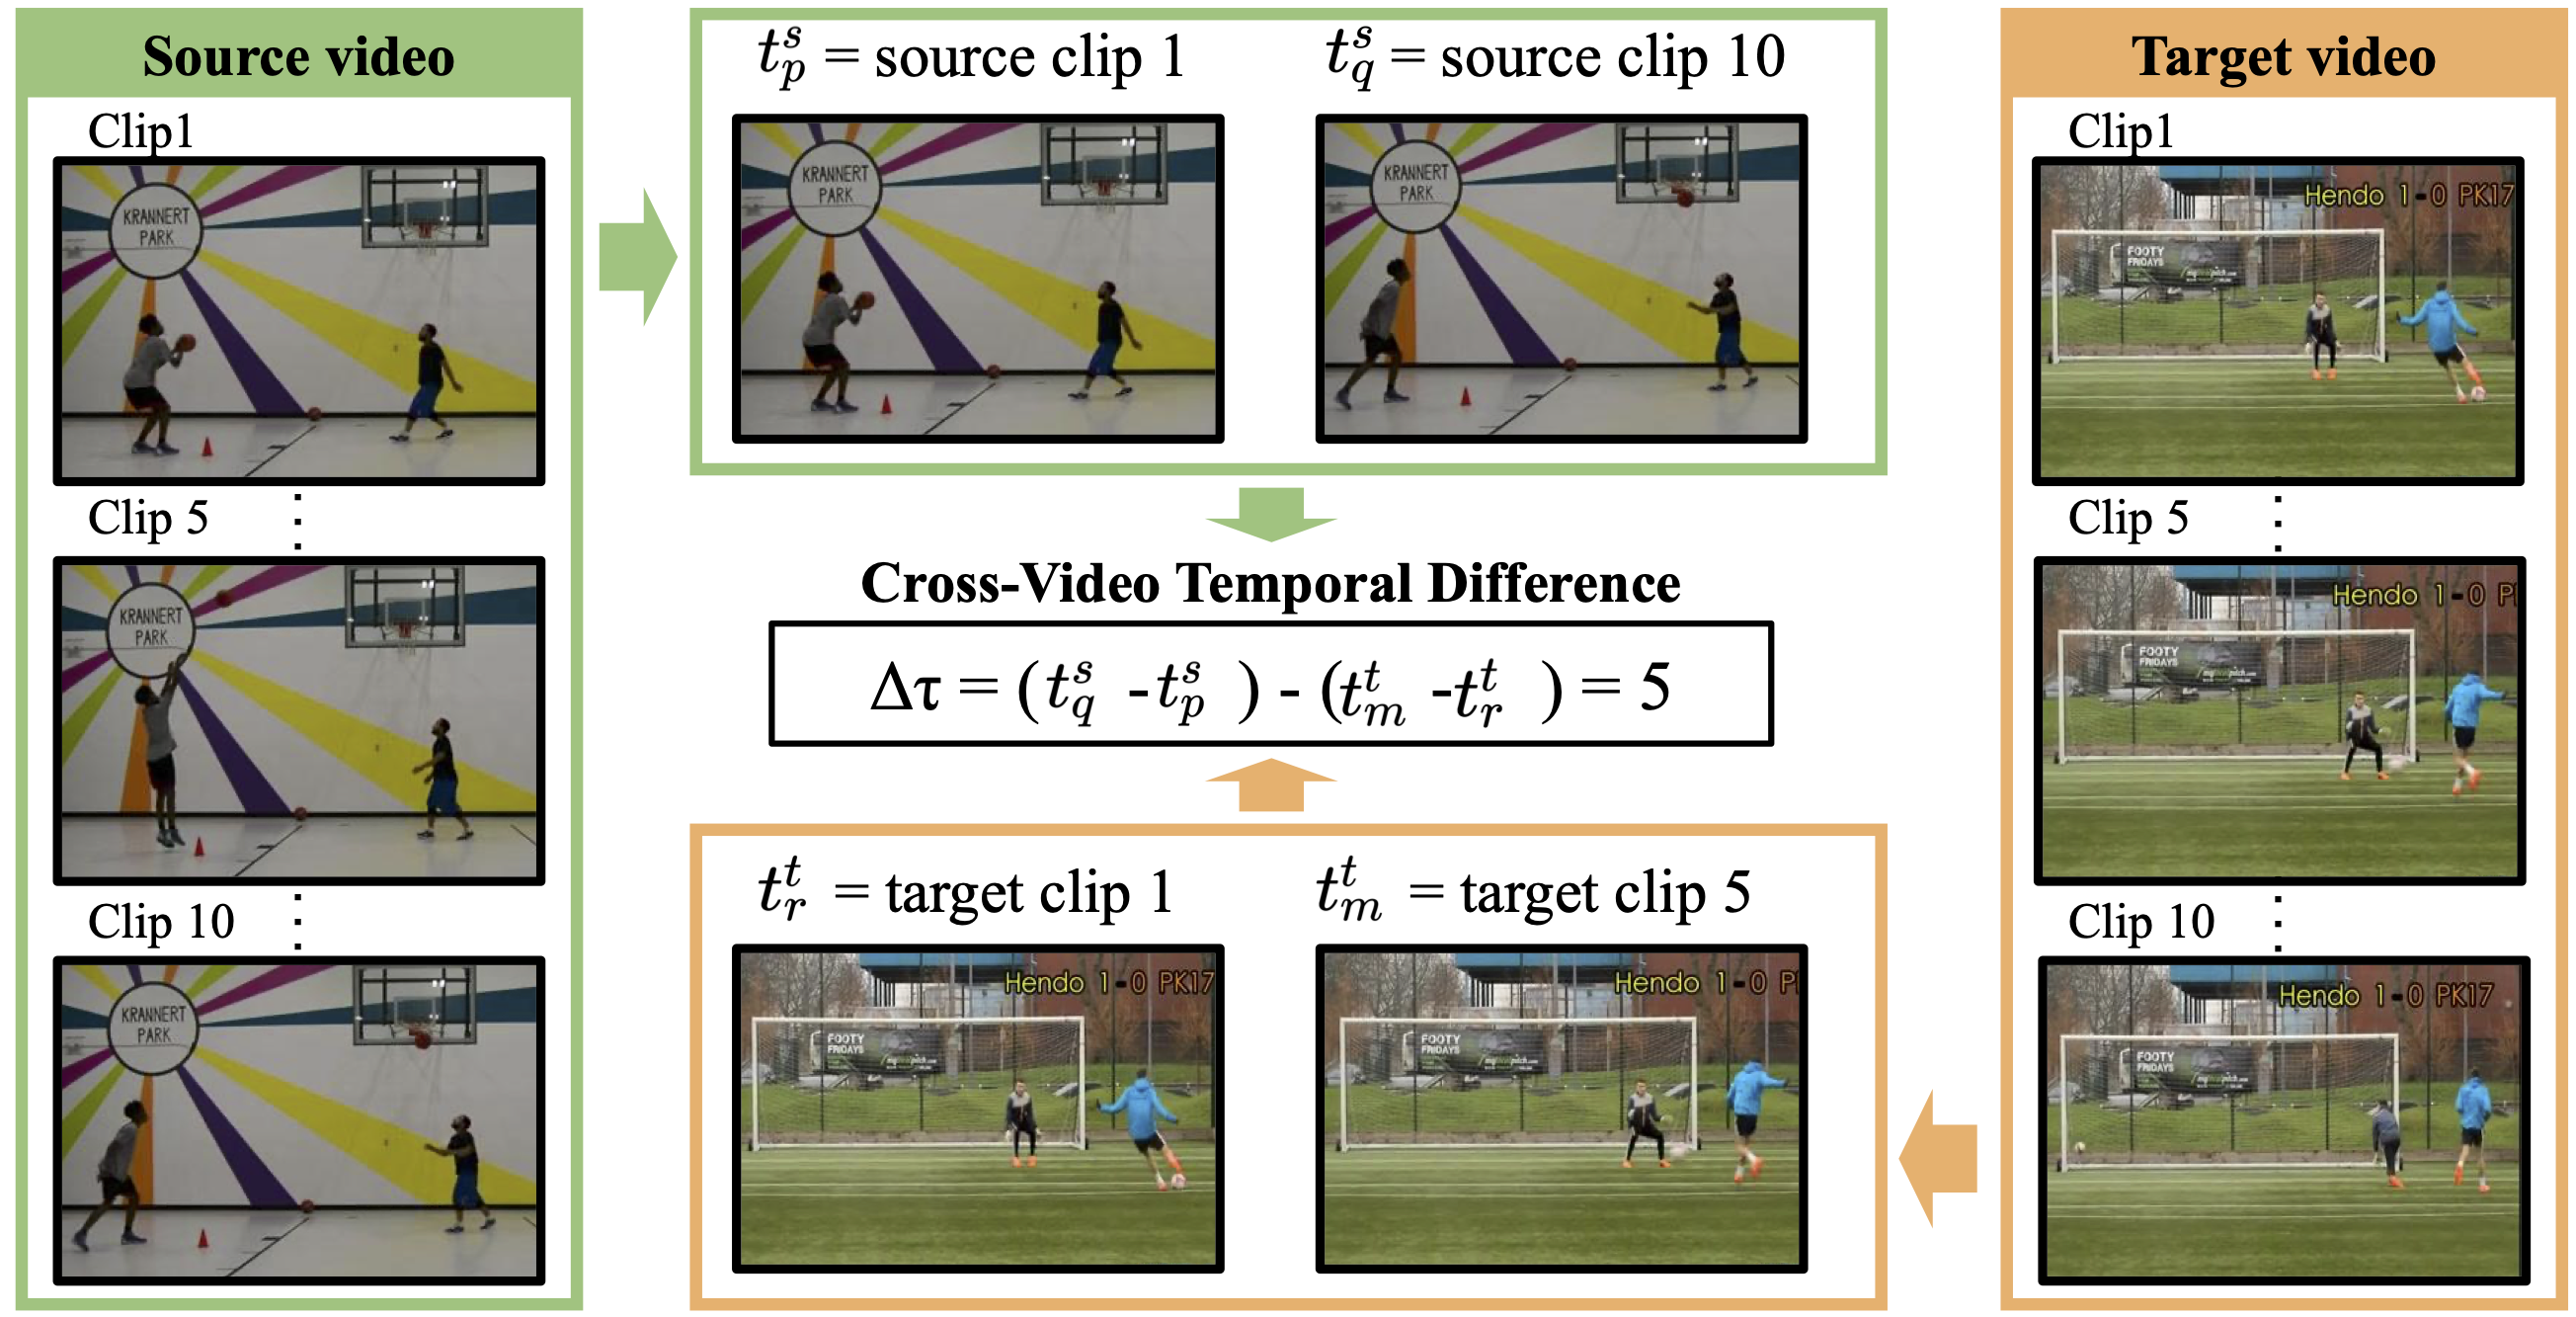 Source video
Clip1
KRANNERT
PARK
Clip 5
KRANNERT
PARK
Clip 10
KRANNERT
PARK
t_p^s = source clip 1
t_q^s = source clip 10
KRANNERT
PARK
KRANNERT
PARK
Cross-Video Temporal Difference
Δτ = ( t_q^s - t_p^s ) - ( t_m^t - t_r^t ) = 5
t_r^t = target clip 1
t_m^t = target clip 5
Hendo 1-0 PK17
FOOTY
FRIDAYS
Hendo 1-0 P
FOOTY
FRIDAYS
Target video
Clip1
Hendo 1-0 PK17
FOOTY
FRIDAYS
Clip 5
Hendo 1-0 P
FOOTY
FRIDAYS
Clip 10
Hendo 1-0 PK17
FOOTY
FRIDAYS